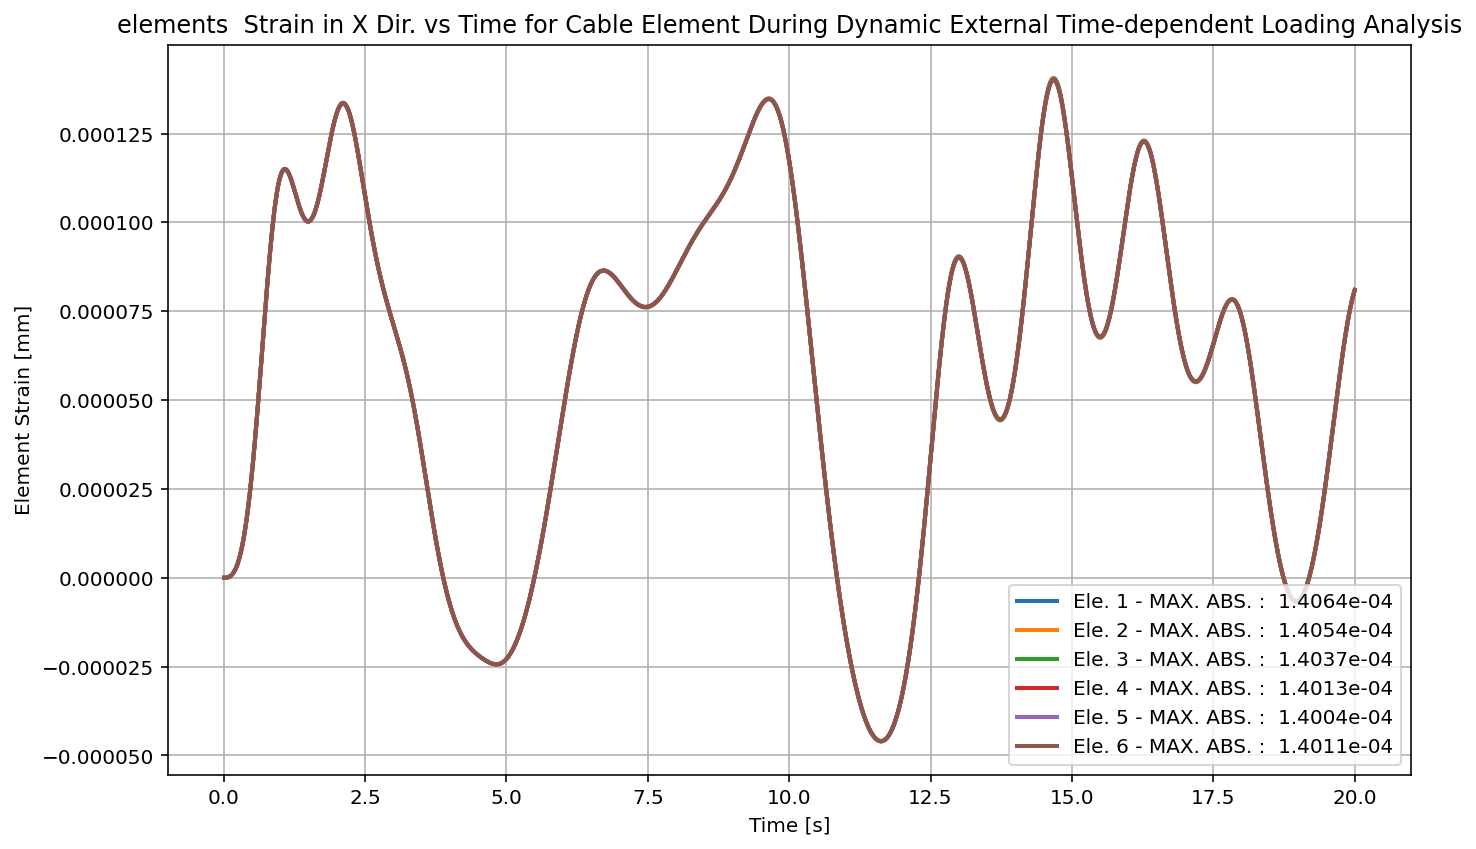 elements  Strain in X Dir. vs Time for Cable Element During Dynamic External Time-dependent Loading Analysis
Element Strain [mm]
0.000125
0.000100
0.000075
0.000050
0.000025
0.000000
−0.000025
−0.000050
Ele. 1 - MAX. ABS. :  1.4064e-04
Ele. 2 - MAX. ABS. :  1.4054e-04
Ele. 3 - MAX. ABS. :  1.4037e-04
Ele. 4 - MAX. ABS. :  1.4013e-04
Ele. 5 - MAX. ABS. :  1.4004e-04
Ele. 6 - MAX. ABS. :  1.4011e-04
0.0 2.5 5.0 7.5 10.0 12.5 15.0 17.5 20.0
Time [s]